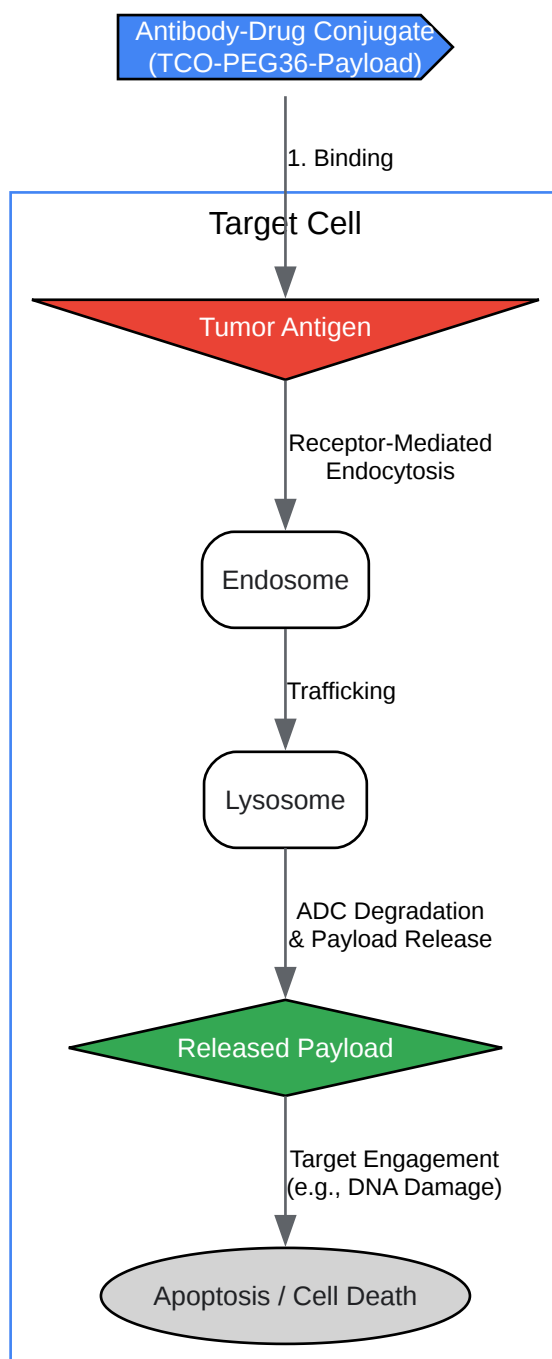 Antibody-Drug Conjugate
(TCO-PEG36-Payload)
1. Binding
Target Cell
Tumor Antigen
Receptor-Mediated
Endocytosis
Endosome
Trafficking
Lysosome
ADC Degradation
& Payload Release
Released Payload
Target Engagement
(e.g., DNA Damage)
Apoptosis / Cell Death